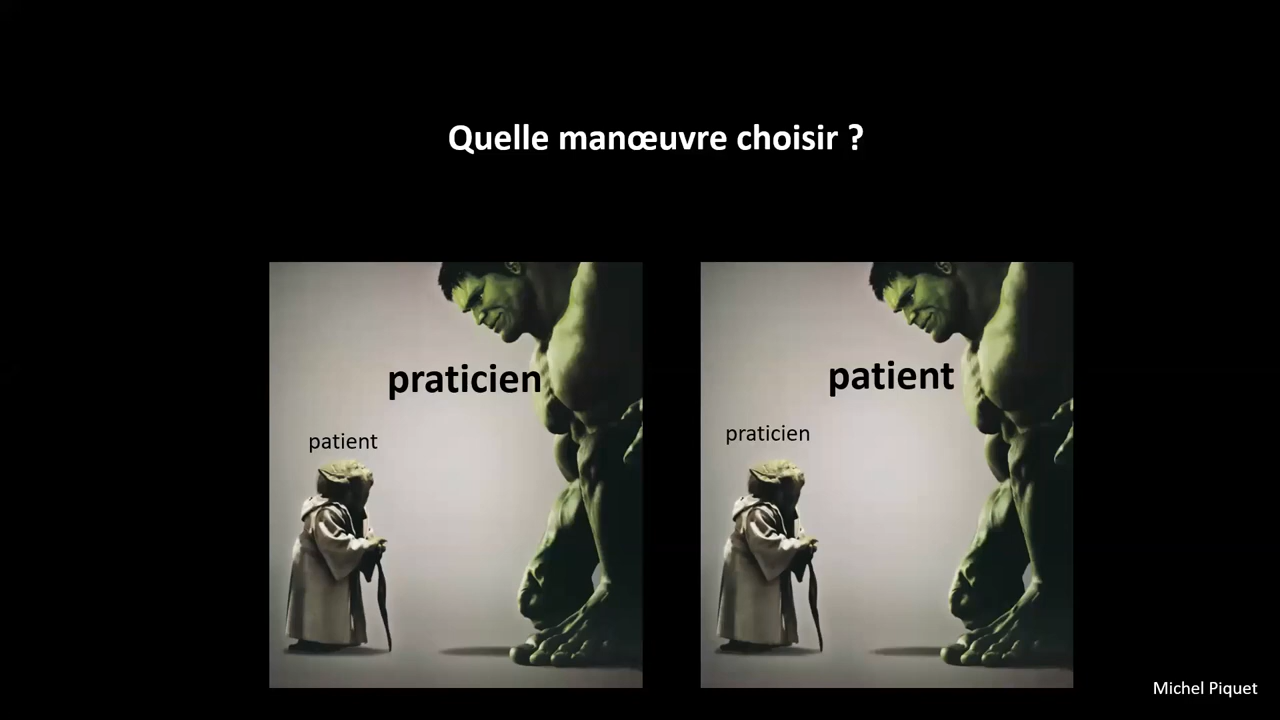 Quelle manœuvre choisir ?
praticien
patient
patient
praticien
Michel Piquet